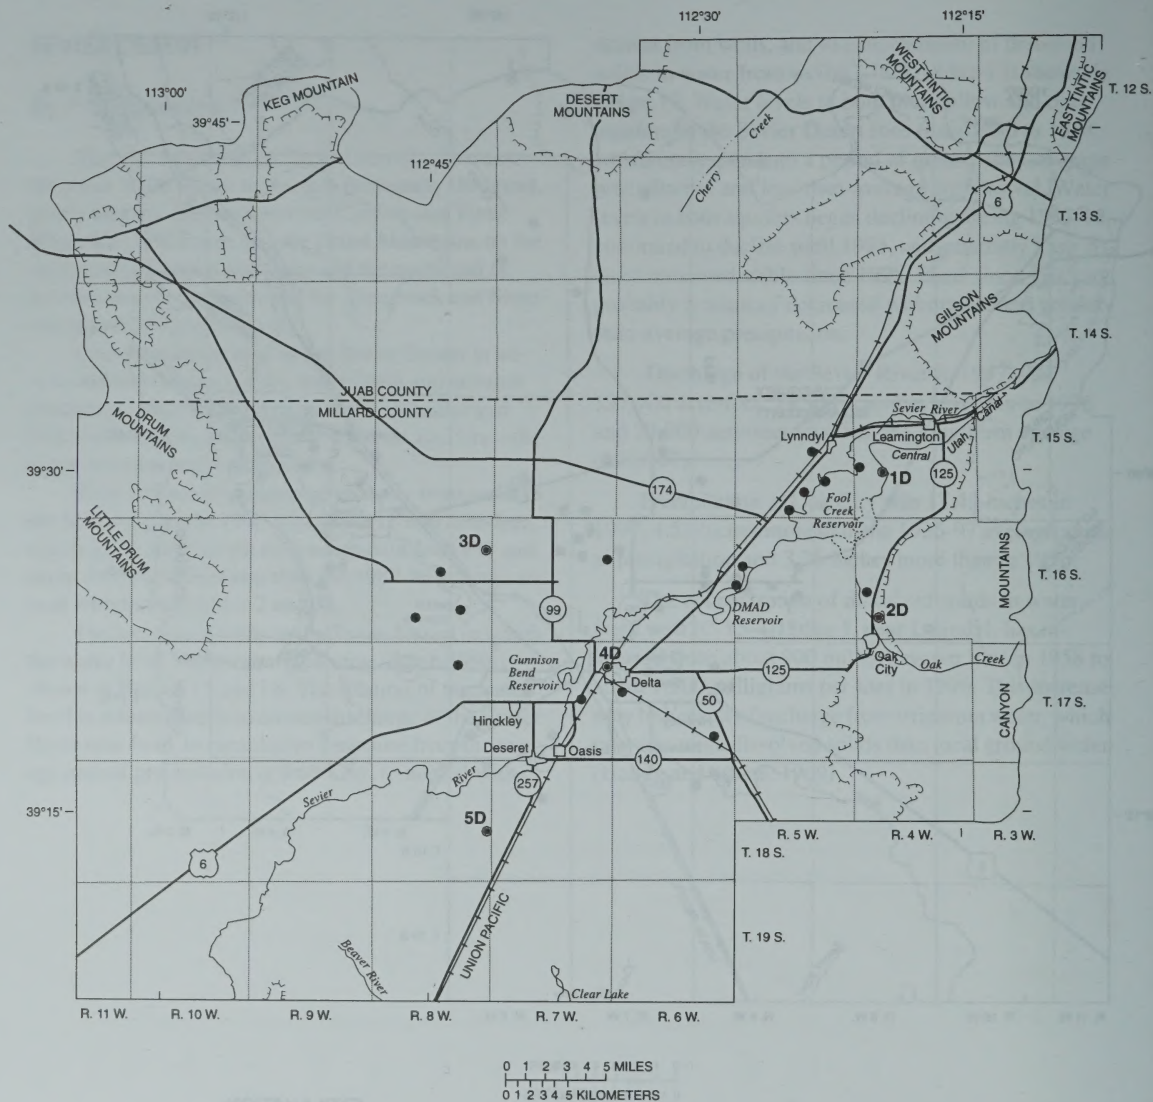 112°30'
112°15'
113°00'
39°45'
KEG MOUNTAIN
DESERT
MOUNTAINS
112°45'
Cherry
Creek
WEST TINTIC
MOUNTAINS
EAST TINTIC
MOUNTAINS
T. 12 S.
6
T. 13 S.
GILSON
MOUNTAINS
T. 14 S.
JUAB COUNTY
MILLARD COUNTY
DRUM
MOUNTAINS
Sevier River
Lynndyl
Leamington
Central
Utah
Canal
T. 15 S.
39°30'
1D
125
174
Fool
Creek
Reservoir
LITTLE DRUM
MOUNTAINS
3D
99
DMAD
Reservoir
2D
T. 16 S.
Gunnison
Bend
Reservoir
4D
Delta
125
Oak
City
Oak
Creek
CANYON
MOUNTAINS
T. 17 S.
50
Hinckley
Deseret
Oasis
140
257
Sevier
River
39°15'
5D
6
R. 5 W.
R. 4 W.
R. 3 W.
T. 18 S.
UNION PACIFIC
T. 19 S.
Beaver River
Clear Lake
R. 11 W.
R. 10 W.
R. 9 W.
R. 8 W.
R. 7 W.
R. 6 W.
0 1 2 3 4 5 MILES
0 1 2 3 4 5 KILOMETERS